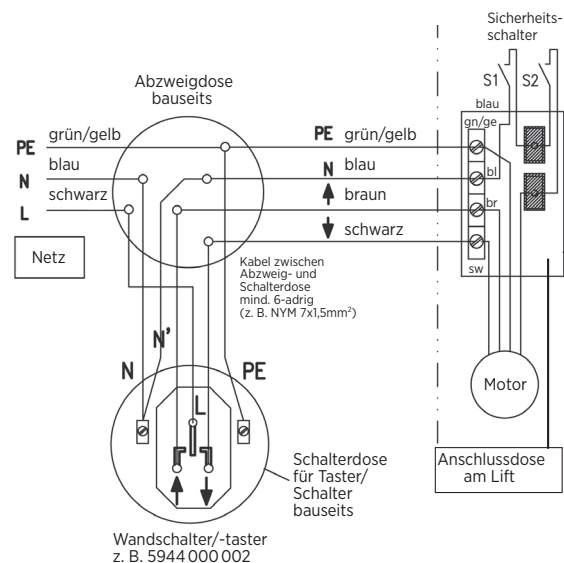 Sicherheits-
schalter
S1 S2
Abzweigdose
bauseits
blau
gn/ge
PE grün/gelb
PE grün/gelb
N blau
N blau
bl
L schwarz
braun
br
schwarz
sw
Netz
Kabel zwischen
Abzweig- und
Schalterdose
mind. 6-adrig
(z. B. NYM 7x1,5mm²)
N'
N
PE
L
Motor
Anschlussdose
am Lift
Schalterdose
für Taster/
Schalter
bauseits
Wandschalter/-taster
z. B. 5944 000 002